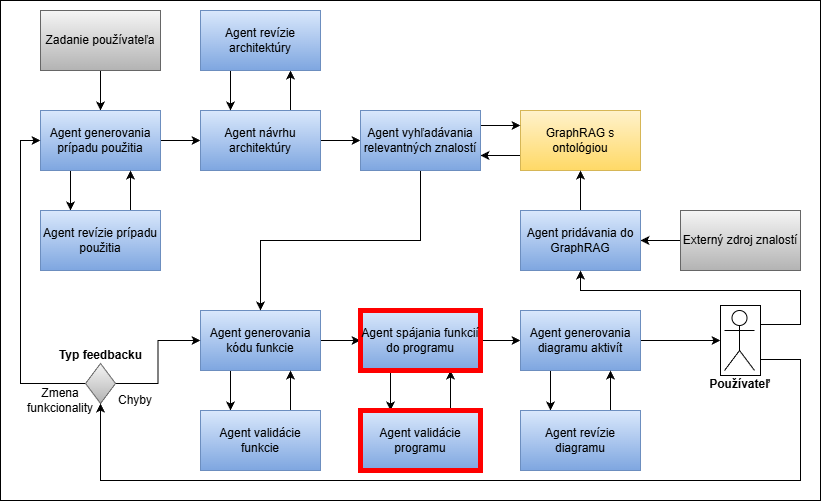 Zadanie používateľa
Agent revízie
architektúry
Agent generovania
prípadu použitia
Agent návrhu
architektúry
Agent vyhľadávania
relevantných znalostí
GraphRAG s
ontológiou
Agent revízie prípadu
použitia
Agent pridávania do
GraphRAG
Externý zdroj znalostí
Agent generovania
kódu funkcie
Agent spájania funkcií
do programu
Agent generovania
diagramu aktivít
Typ feedbacku
Zmena
funkcionality
Chyby
Používateľ
Agent validácie
funkcie
Agent validácie
programu
Agent revízie
diagramu